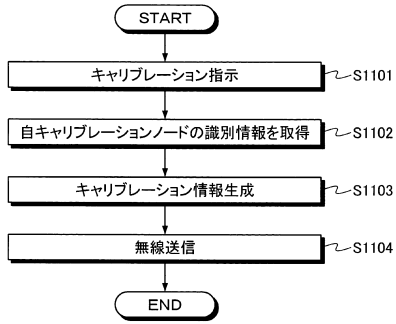 START
キャリブレーション指示
S1101
自キャリブレーションノードの識別情報を取得
S1102
キャリブレーション情報生成
S1103
無線送信
S1104
END